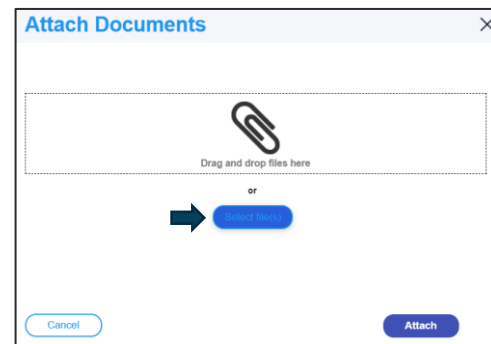 Attach Documents
Drag and drop files here
or
Select file(s)
Cancel
Attach